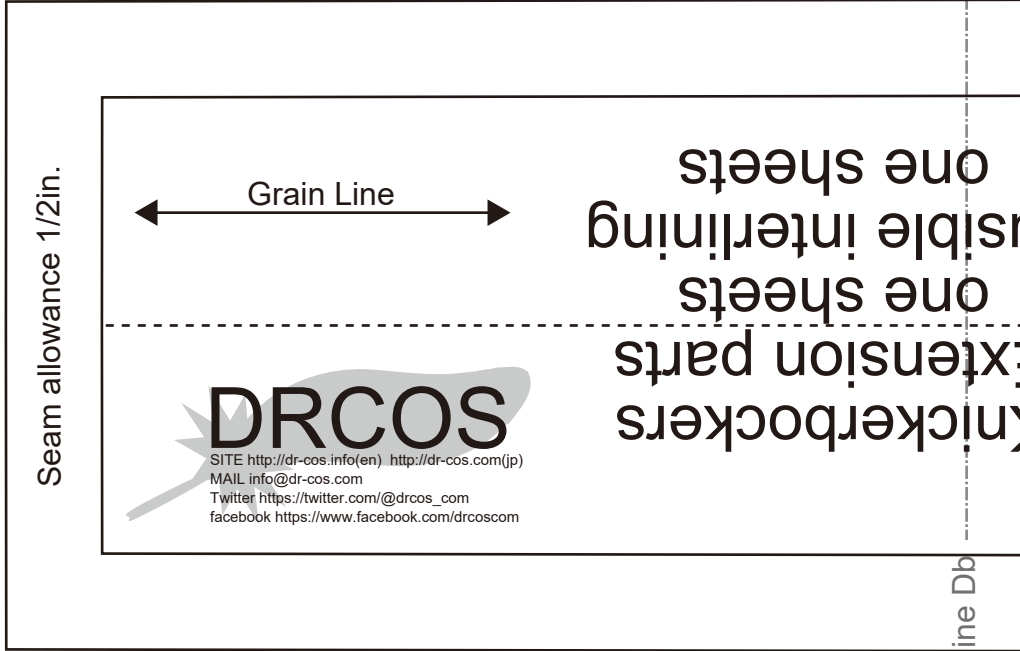 Seam allowance 1/2in.
Grain Line
Knickerbockers
Extension parts
one sheets
usible interlining
one sheets
DRCOS
SITE http://dr-cos.info(en) http://dr-cos.com(jp)
MAIL info@dr-cos.com
Twitter https://twitter.com/@drcos_com
facebook https://www.facebook.com/drcoscom
ine Db